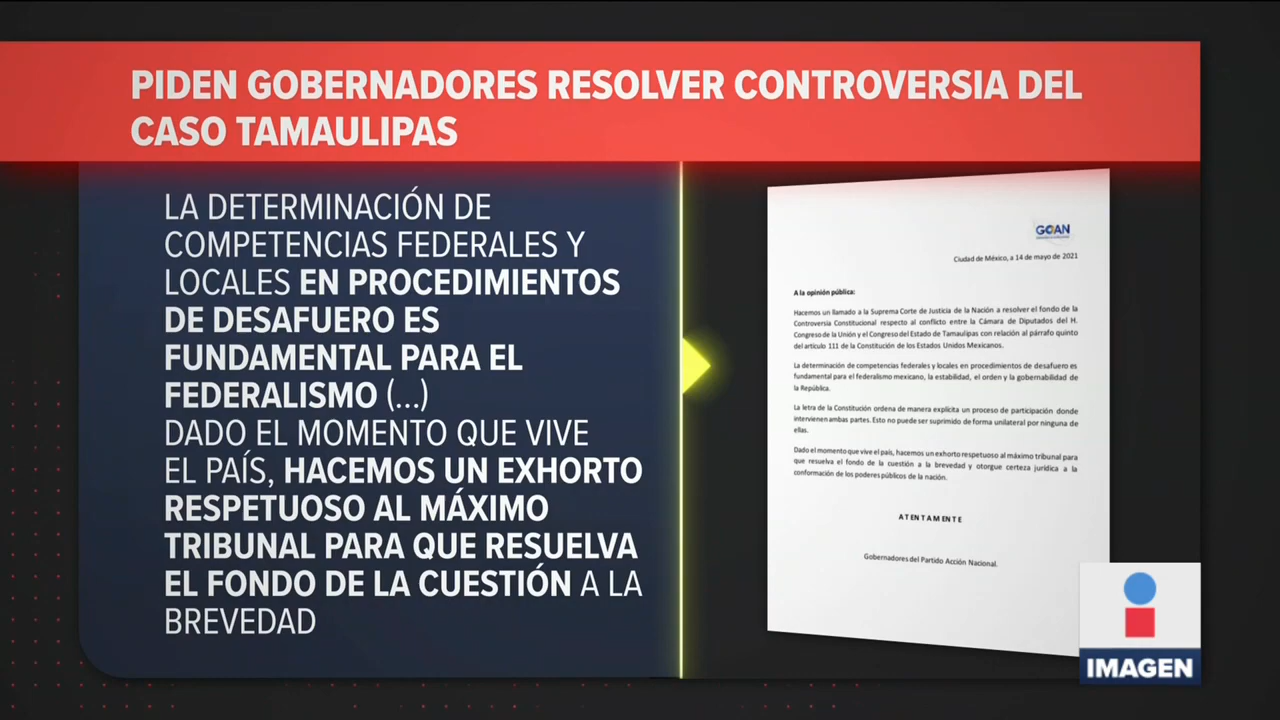 PIDEN GOBERNADORES RESOLVER CONTROVERSIA DEL
CASO TAMAULIPAS
LA DETERMINACIÓN DE
COMPETENCIAS FEDERALES Y
LOCALES EN PROCEDIMIENTOS
DE DESAFUERO ES
FUNDAMENTAL PARA EL
FEDERALISMO (...)
DADO EL MOMENTO QUE VIVE
EL PAÍS, HACEMOS UN EXHORTO
RESPETUOSO AL MÁXIMO
TRIBUNAL PARA QUE RESUELVA
EL FONDO DE LA CUESTIÓN A LA
BREVEDAD
GOAN
Ciudad de México, a 14 de mayo de 2021
A la opinión pública:
Hacemos un llamado a la Suprema Corte de Justicia de la Nación a resolver el fondo de la
Controversia Constitucional respecto al conflicto entre la Cámara de Diputados del H.
Congreso de la Unión y el Congreso del Estado de Tamaulipas con relación al párrafo quinto
del artículo 111 de la Constitución de los Estados Unidos Mexicanos.
La determinación de competencias federales y locales en procedimientos de desafuero es
fundamental para el federalismo mexicano, la estabilidad, el orden y la gobernabilidad de
la República.
La letra de la Constitución ordena de manera explícita un proceso de participación donde
intervienen ambas partes. Esto no puede ser suprimido de forma unilateral por ninguna de
ellas.
Dado el momento que vive el país, hacemos un exhorto respetuoso al máximo tribunal para
que resuelva el fondo de la cuestión a la brevedad y otorgue certeza jurídica a la
conformación de los poderes públicos de la nación.
ATENTAMENTE
Gobernadores del Partido Acción Nacional.
IMAGEN